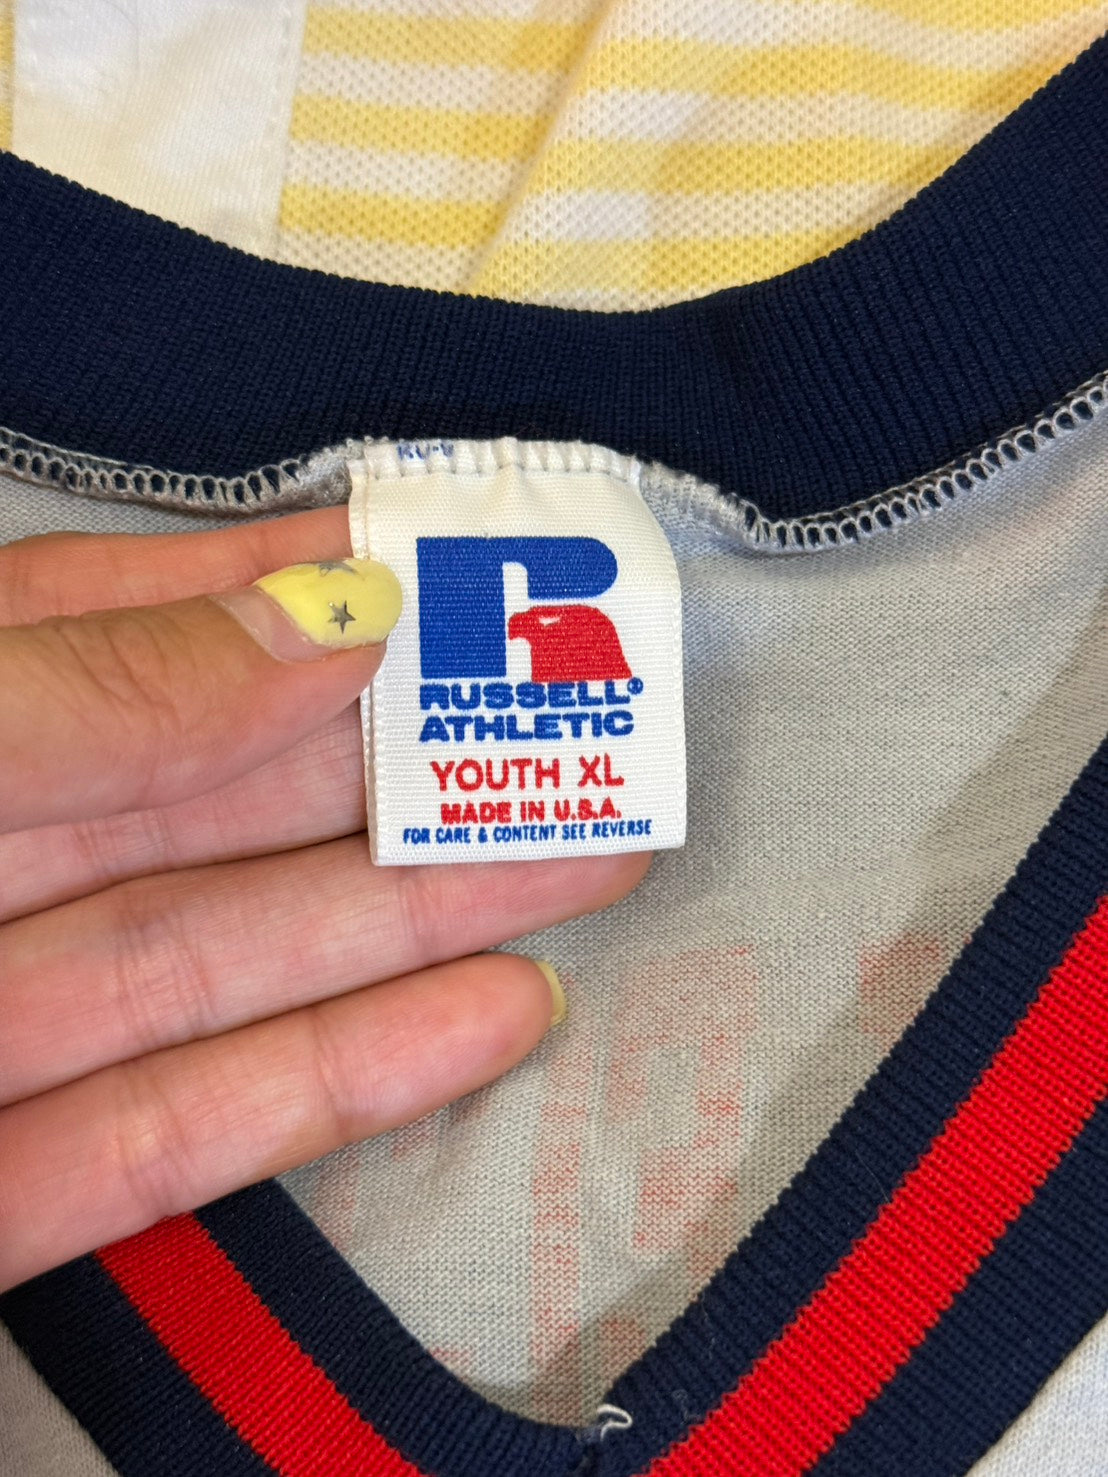 RUSSELL®
ATHLETIC
YOUTH XL
MADE IN U.S.A.
FOR CARE & CONTENT SEE REVERSE